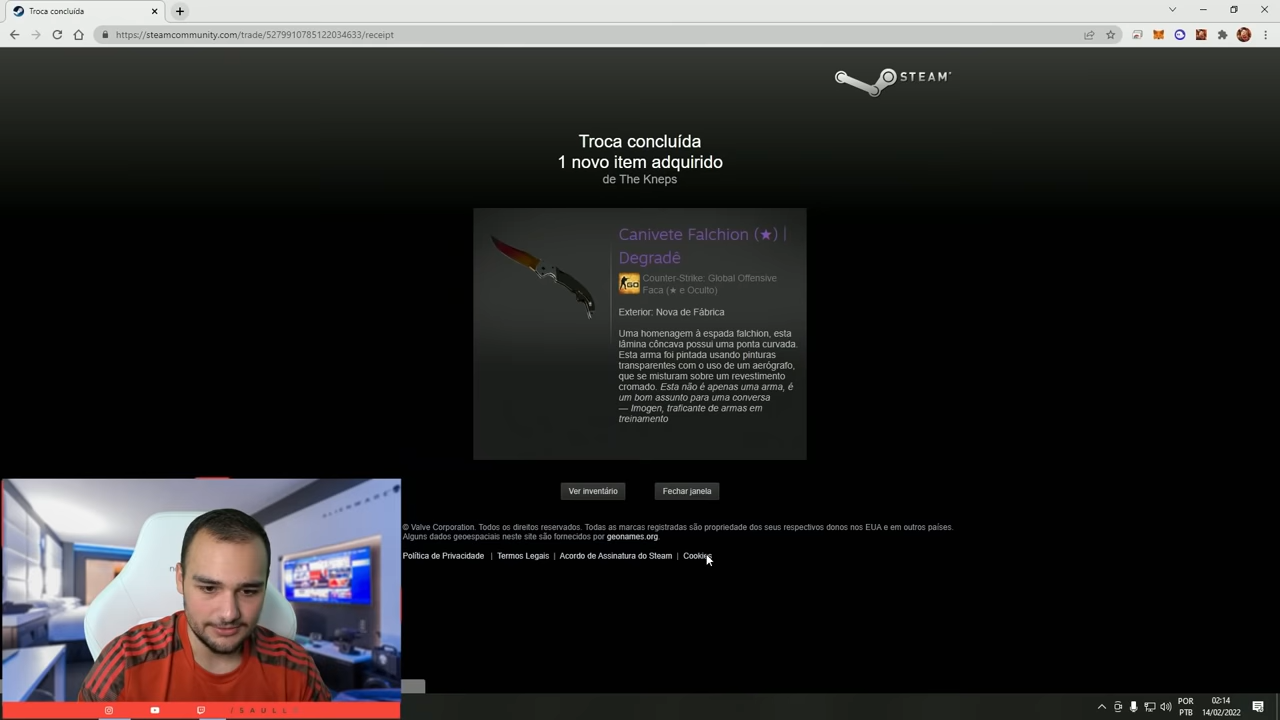 Troca concluída
https://steamcommunity.com/trade/5279910785122034633/receipt
STEAM
Troca concluída
1 novo item adquirido
de The Kneps
Canivete Falchion (★) |
Degradê
Counter-Strike: Global Offensive
Faca (★ e Oculto)
Exterior: Nova de Fábrica
Uma homenagem à espada falchion, esta
lâmina côncava possui uma ponta curvada.
Esta arma foi pintada usando pinturas
transparentes com o uso de um aerógrafo,
que se misturam sobre um revestimento
cromado. Esta não é apenas uma arma, é
um bom assunto para uma conversa
— Imogen, traficante de armas em
treinamento
Ver inventário
Fechar janela
© Valve Corporation. Todos os direitos reservados. Todas as marcas registradas são propriedade dos seus respectivos donos nos EUA e em outros países.
Alguns dados geoespaciais neste site são fornecidos por geonames.org.
Política de Privacidade | Termos Legais | Acordo de Assinatura do Steam | Cookies
POR
PTB
02:14
14/02/2022